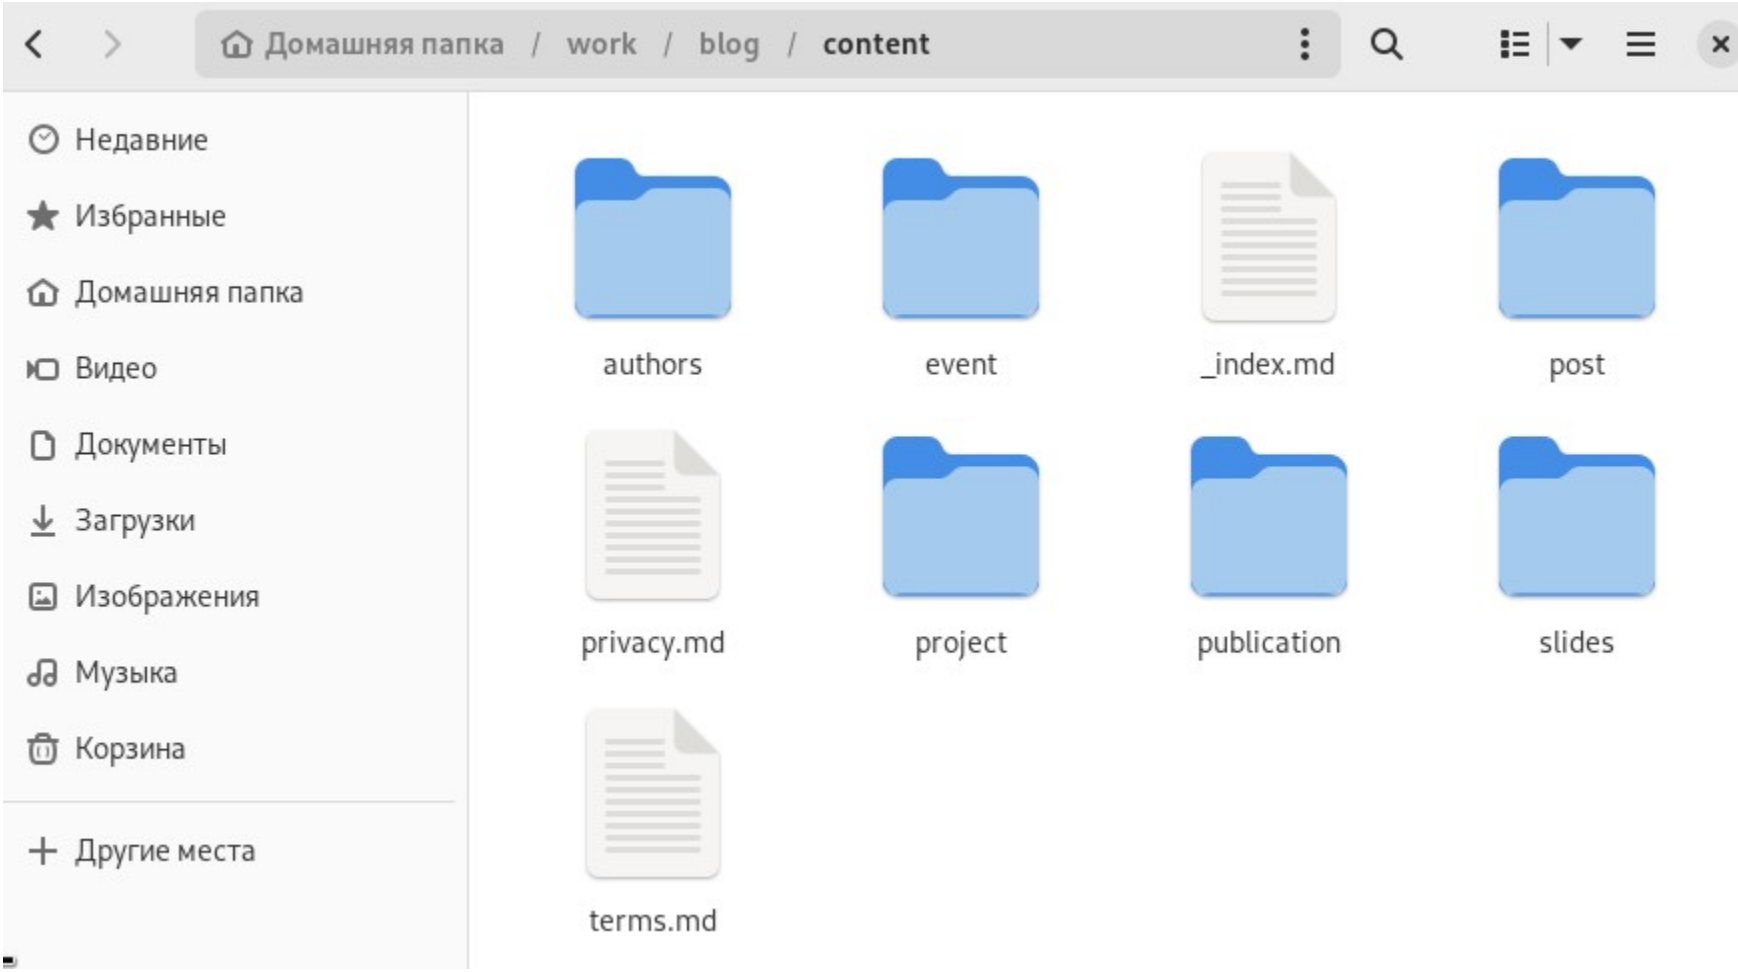 Домашняя папка / work / blog / content
Недавние
Избранные
Домашняя папка
Видео
Документы
Загрузки
Изображения
Музыка
Корзина
Другие места
authors event _index.md post
privacy.md project publication slides
terms.md